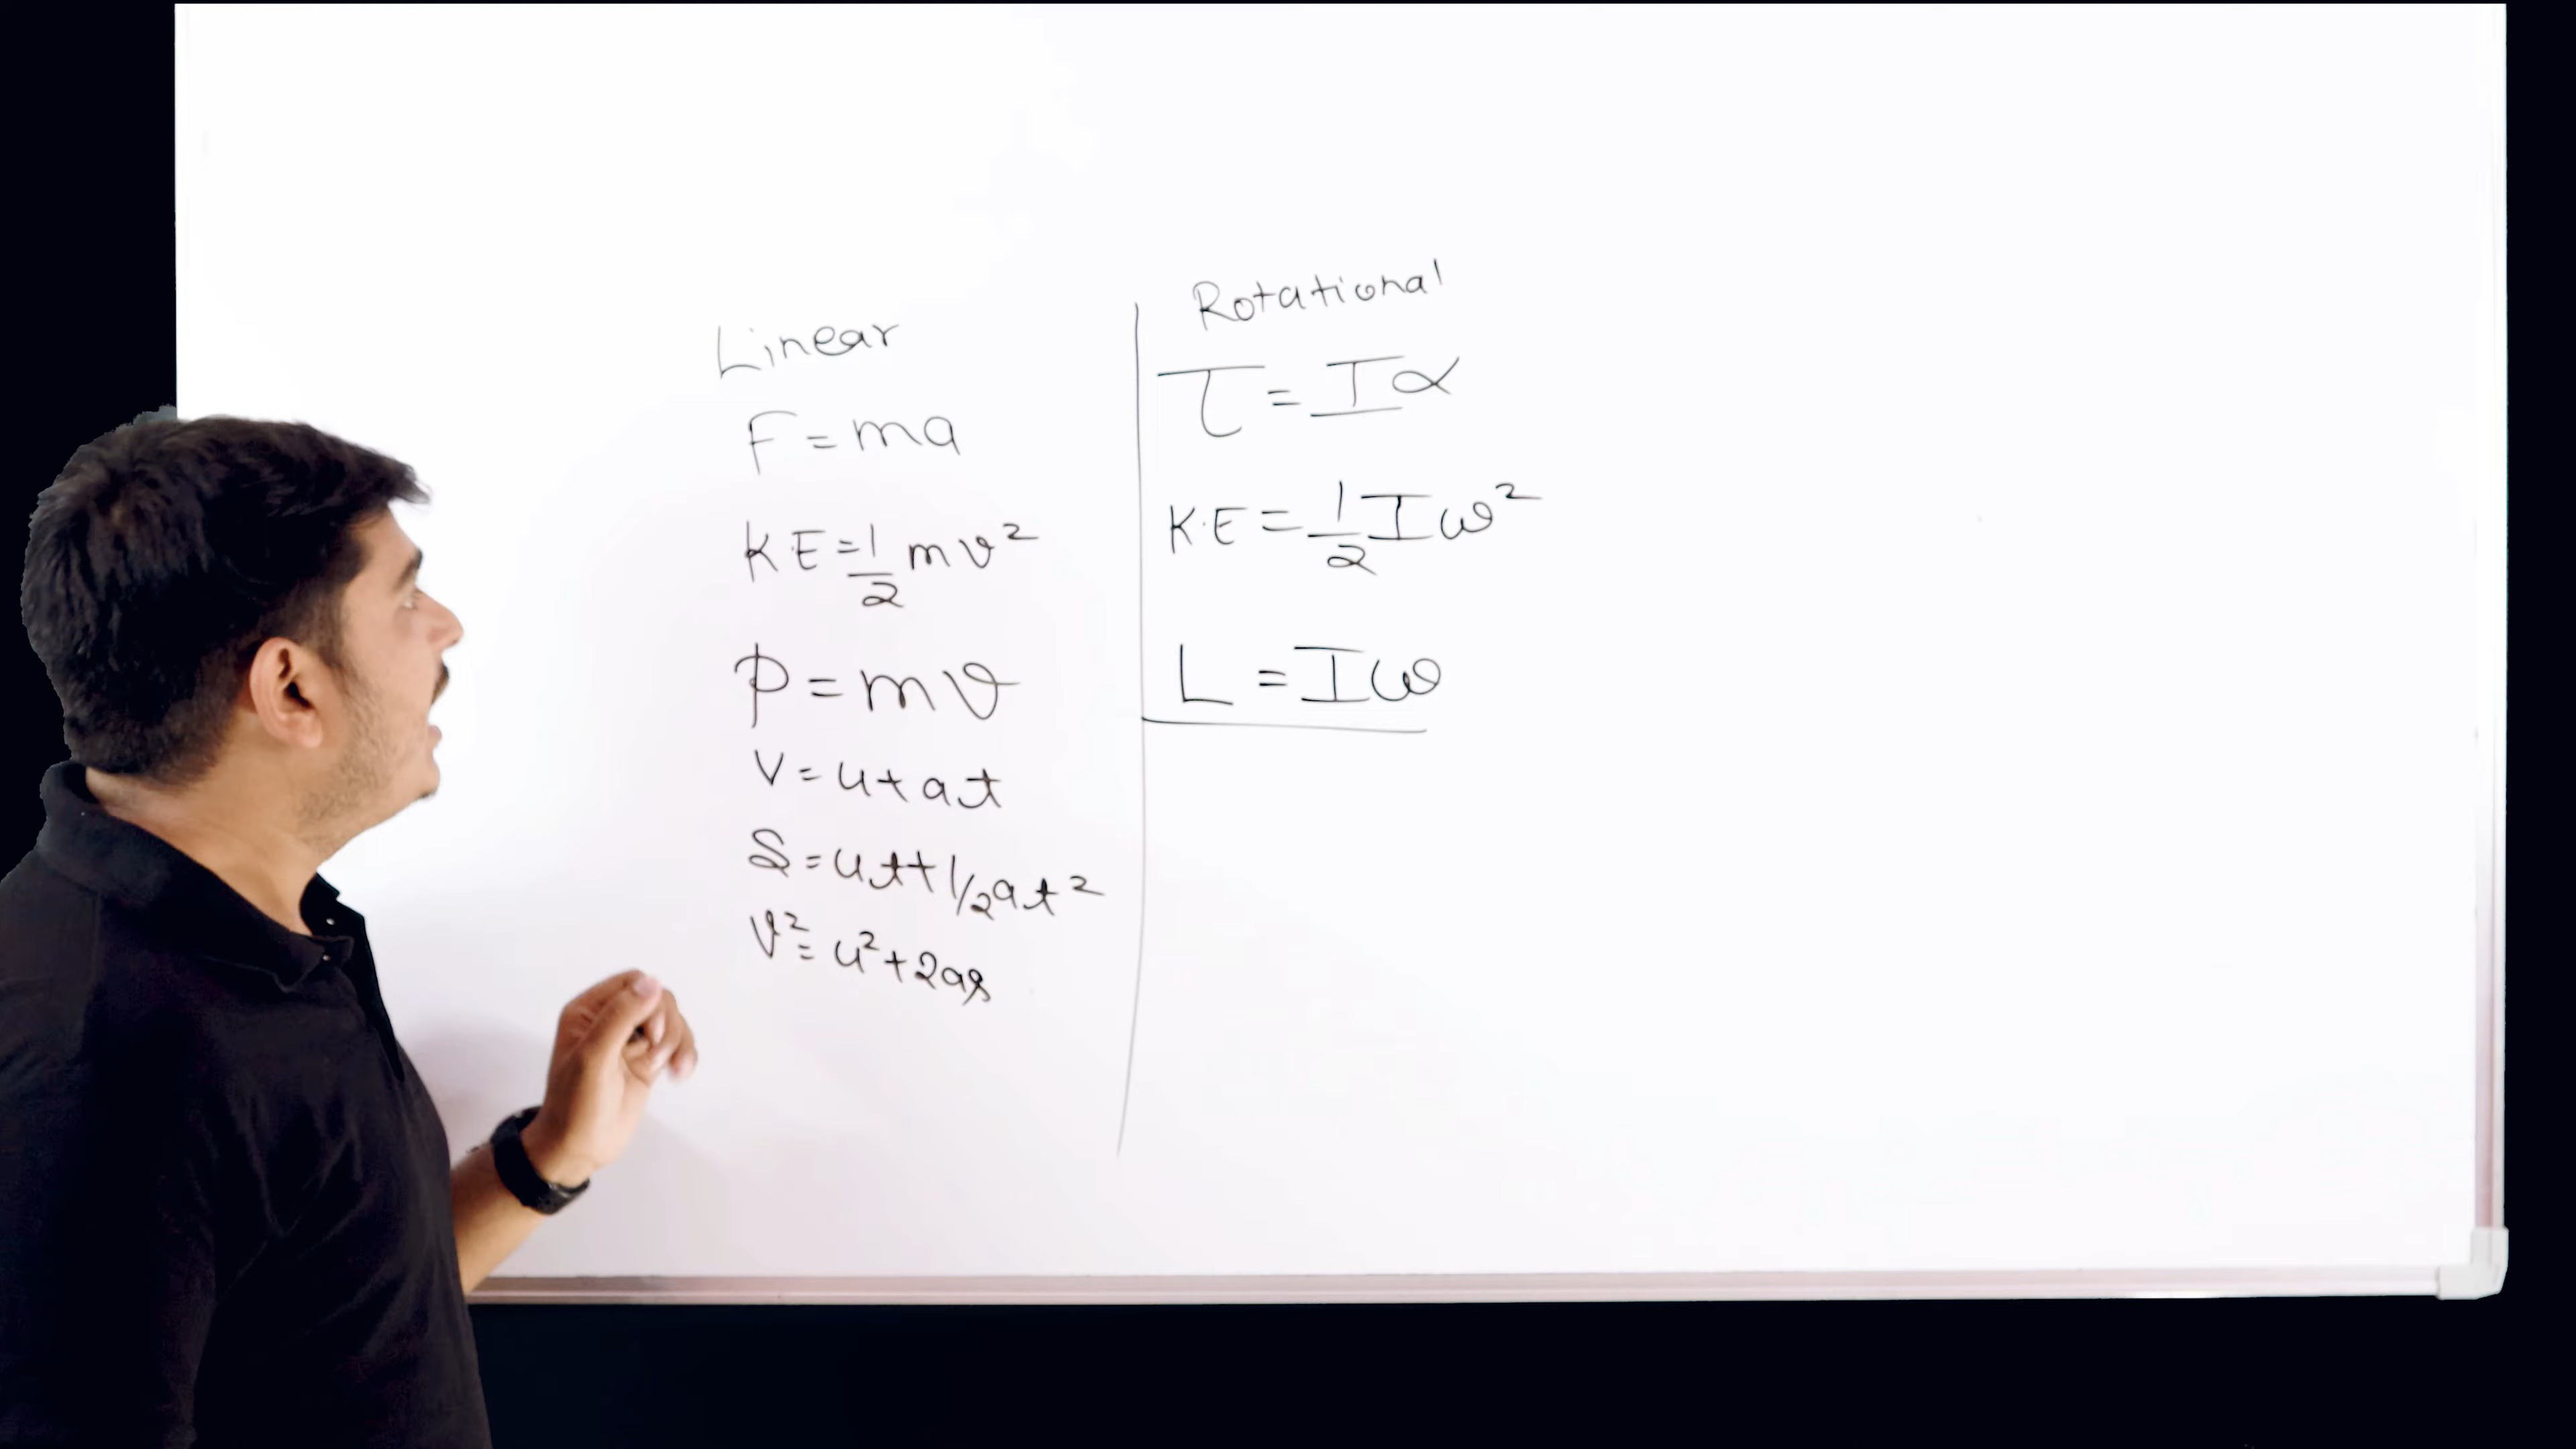 Linear
F = ma
K.E = 1/2 mv²
P = mv
V = u + at
S = ut + 1/2 at²
v² = u² + 2as
Rotational
τ = Iα
K.E = 1/2 Iω²
L = Iω